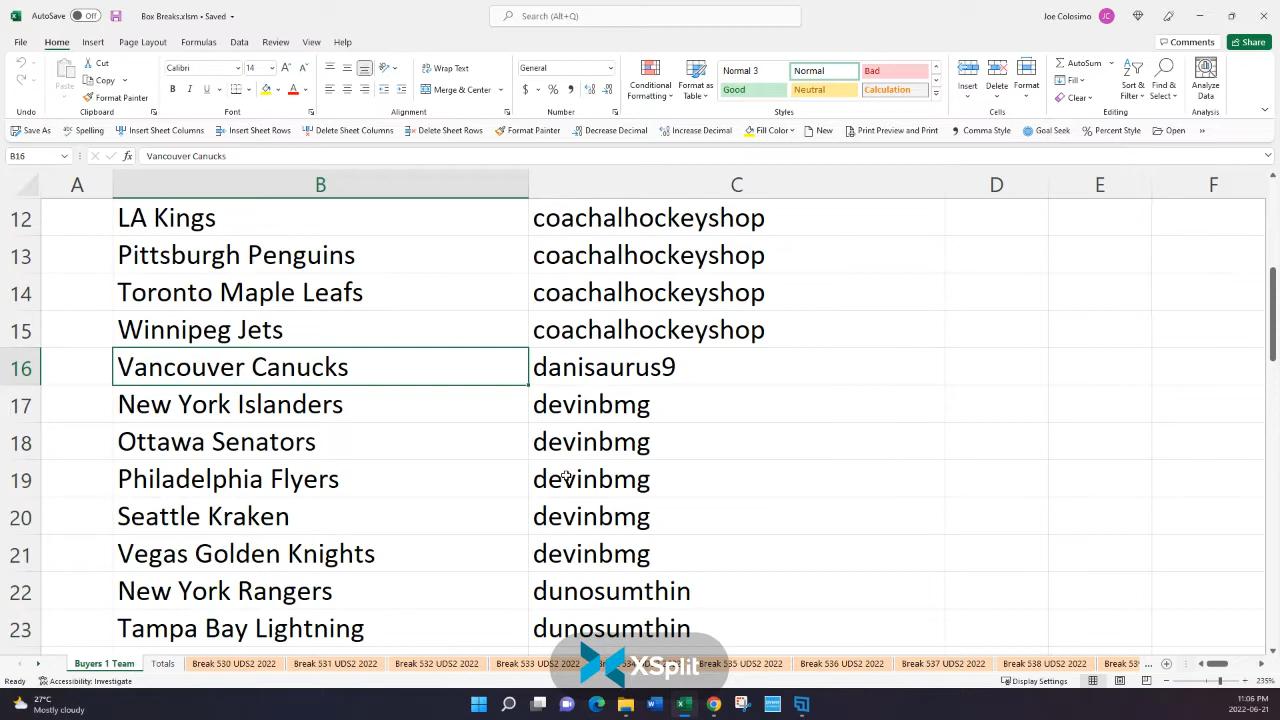 AutoSave Off Box Breaks.xlsm • Saved Search (Alt+Q) Joe Colosimo JC
File Home Insert Page Layout Formulas Data Review View Help Comments Share
Cut Calibri 14 Wrap Text General Normal 3 Normal Bad AutoSum
Paste Copy Conditional Formatting Format as Table Insert Delete Format Fill Sort & Filter Find & Select Analyze Data
Format Painter Merge & Center Good Neutral Calculation Clear
Undo Clipboard Font Alignment Number Styles Cells Editing Analysis
Save As Spelling Insert Sheet Columns Insert Sheet Rows Delete Sheet Columns Delete Sheet Rows Format Painter Decrease Decimal Increase Decimal Fill Color New Print Preview and Print Comma Style Goal Seek Percent Style Open
B16 fx Vancouver Canucks
A B C D E F
12 LA Kings coachalhockeyshop
13 Pittsburgh Penguins coachalhockeyshop
14 Toronto Maple Leafs coachalhockeyshop
15 Winnipeg Jets coachalhockeyshop
16 Vancouver Canucks danisaurus9
17 New York Islanders devinbmg
18 Ottawa Senators devinbmg
19 Philadelphia Flyers devinbmg
20 Seattle Kraken devinbmg
21 Vegas Golden Knights devinbmg
22 New York Rangers dunosumthin
23 Tampa Bay Lightning dunosumthin
XSplit
Buyers 1 Team Totals Break 530 UDS2 2022 Break 531 UDS2 2022 Break 532 UDS2 2022 Break 533 UDS2 2022 Break 535 UDS2 2022 Break 536 UDS2 2022 Break 537 UDS2 2022 Break 538 UDS2 2022 Break 53
Ready Accessibility: Investigate Display Settings 235%
27°C
Mostly cloudy
11:06 PM
2022-06-21